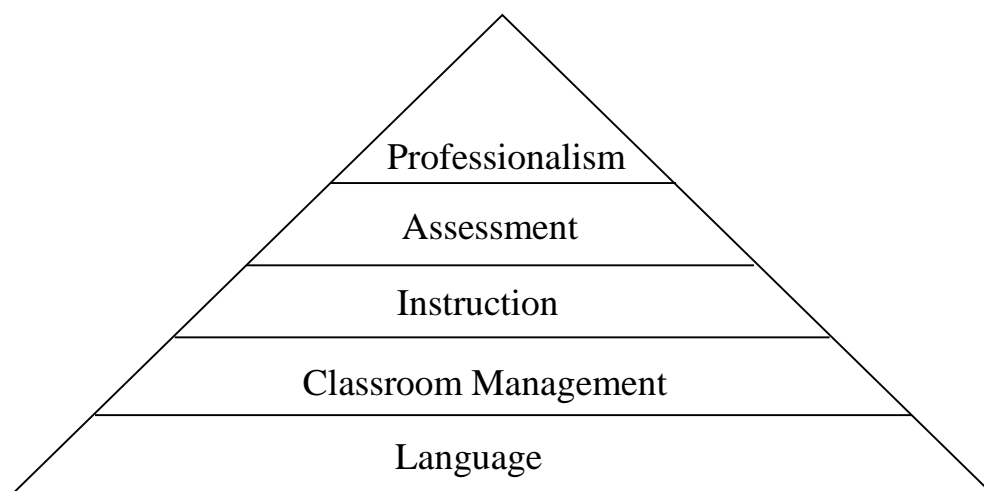 Professionalism
Assessment
Instruction
Classroom Management
Language